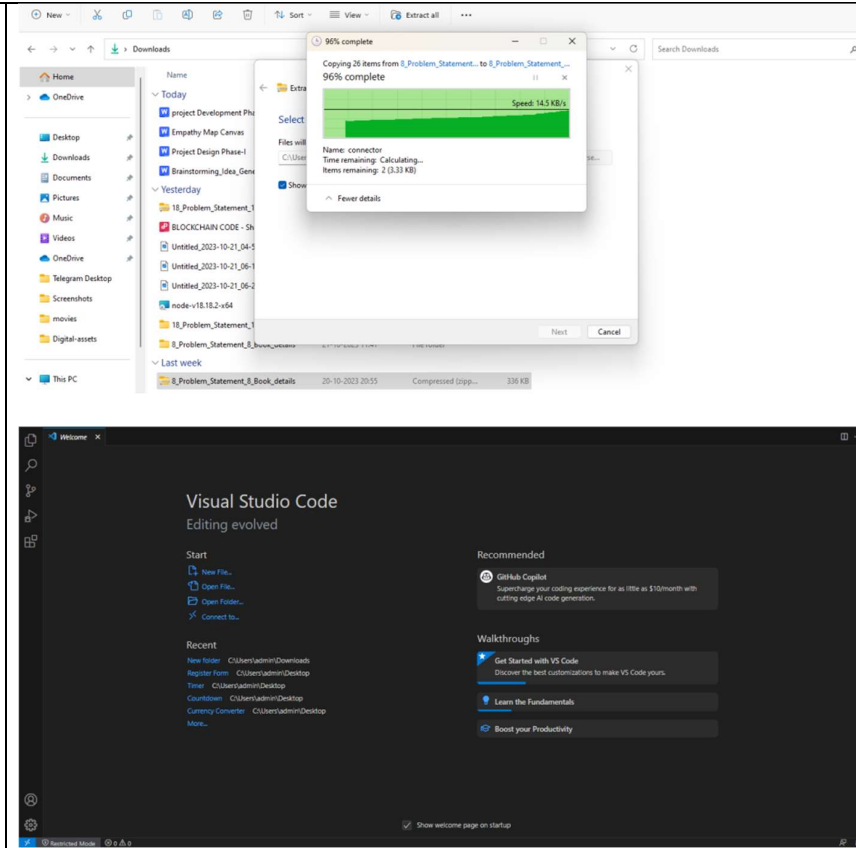 New
Sort
View
Extract all
Downloads
Search Downloads
96% complete
Copying 26 items from 8_Problem_Statement... to 8_Problem_Statement_...
96% complete
Speed: 14.5 KB/s
Name: connector
Time remaining: Calculating...
Items remaining: 2 (3.33 KB)
Fewer details
Extra
Select
Files will
C:\User
Show
Next
Cancel
Home
OneDrive
Desktop
Downloads
Documents
Pictures
Music
Videos
OneDrive
Telegram Desktop
Screenshots
movies
Digital-assets
This PC
Name
Today
project Development Pha
Empathy Map Canvas
Project Design Phase-I
Brainstorming_Idea_Gene
Yesterday
18_Problem_Statement_1
BLOCKCHAIN CODE - Sh
Untitled_2023-10-21_04-5
Untitled_2023-10-21_06-1
Untitled_2023-10-21_06-2
node-v18.18.2-x64
18_Problem_Statement_1
8_Problem_Statement_8_
Last week
8_Problem_Statement_8_Book_details 20-10-2023 20:55 Compressed (zipp... 336 KB
Welcome
Visual Studio Code
Editing evolved
Start
New File...
Open File...
Open Folder...
Connect to...
Recent
New folder C:\Users\admin\Downloads
Register Form C:\Users\admin\Desktop
Timer C:\Users\admin\Desktop
Countdown C:\Users\admin\Desktop
Currency Converter C:\Users\admin\Desktop
More...
Recommended
GitHub Copilot
Supercharge your coding experience for as little as $10/month with
cutting edge AI code generation.
Walkthroughs
Get Started with VS Code
Discover the best customizations to make VS Code yours.
Learn the Fundamentals
Boost your Productivity
Show welcome page on startup
Restricted Mode 0 0